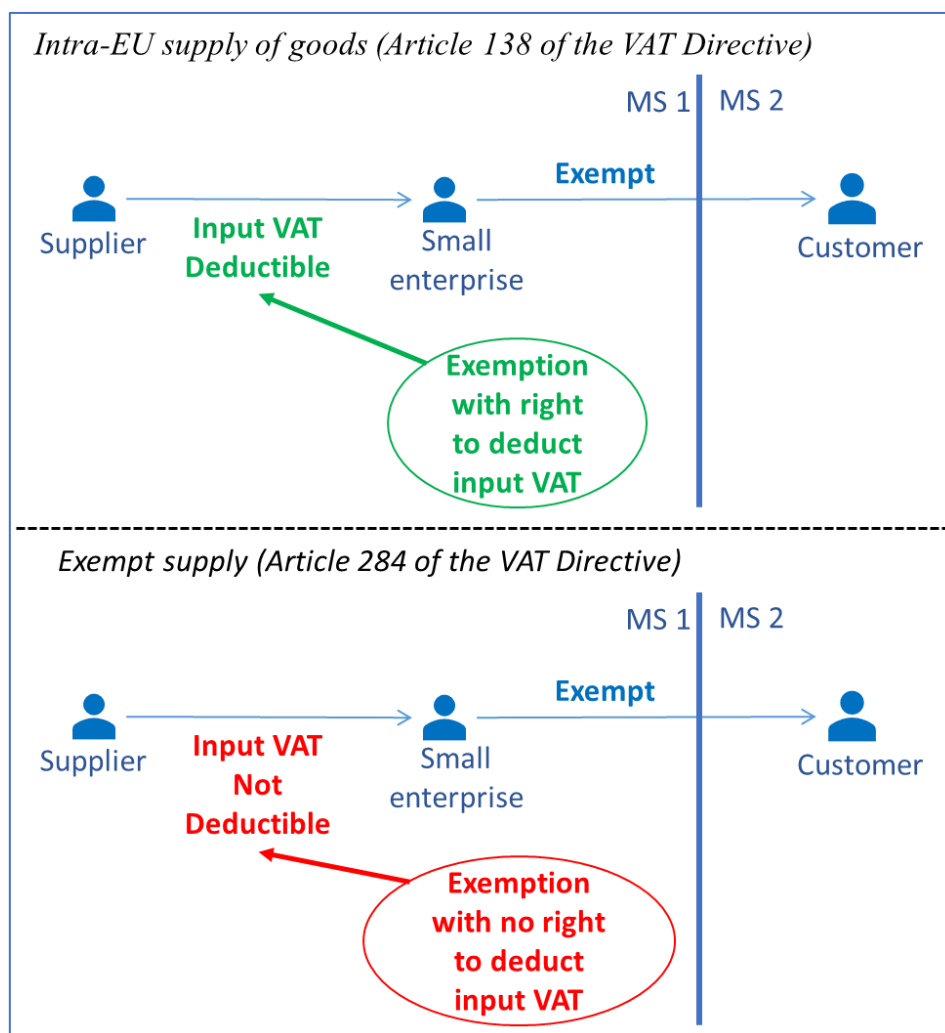 Intra-EU supply of goods (Article 138 of the VAT Directive)
MS 1
MS 2
Exempt
Supplier
Input VAT
Deductible
Small
enterprise
Customer
Exemption
with right
to deduct
input VAT
Exempt supply (Article 284 of the VAT Directive)
MS 1
MS 2
Exempt
Supplier
Input VAT
Not
Deductible
Small
enterprise
Customer
Exemption
with no right
to deduct
input VAT